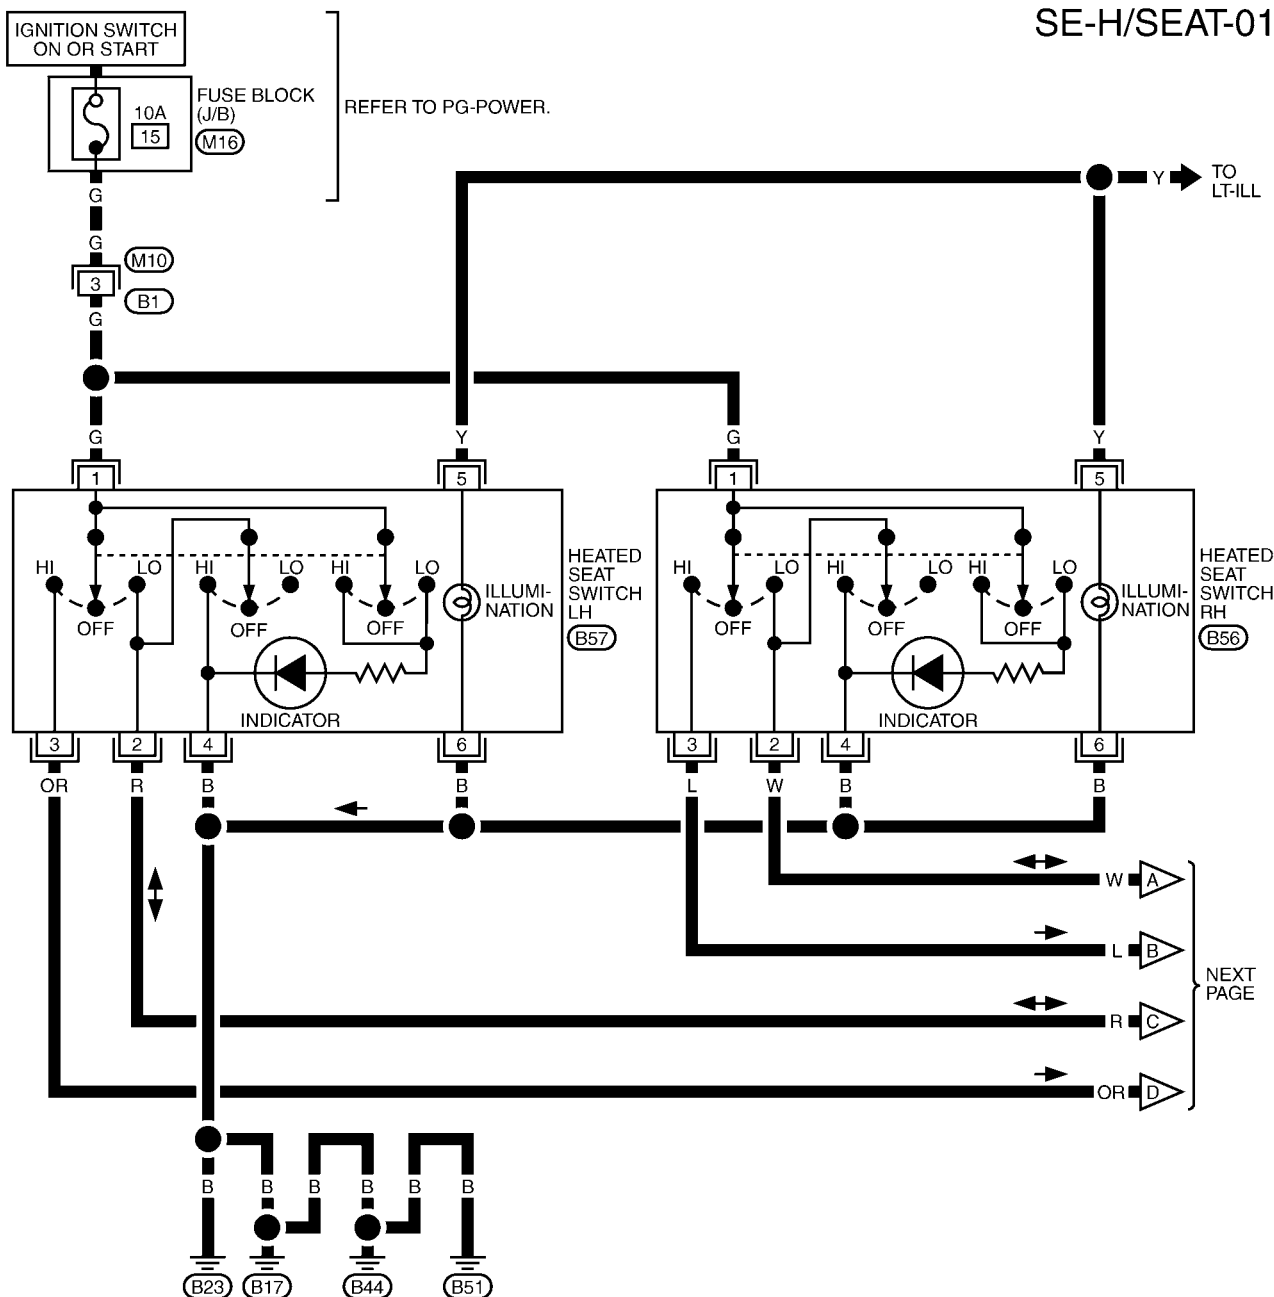 SE-H/SEAT-01
IGNITION SWITCH
ON OR START
FUSE BLOCK
(J/B)
10A
15
M16
REFER TO PG-POWER.
G
Y
TO
LT-ILL
G
M10
3
B1
G
G
Y
G
Y
1
5
1
5
HI
LO
HI
LO
HI
LO
OFF
OFF
OFF
ILLUMI-
NATION
INDICATOR
HEATED
SEAT
SWITCH
LH
B57
HI
LO
HI
LO
HI
LO
OFF
OFF
OFF
ILLUMI-
NATION
INDICATOR
HEATED
SEAT
SWITCH
RH
B56
3
2
4
6
3
2
4
6
OR
R
B
B
L
W
B
B
W
A
L
B
R
C
OR
D
NEXT
PAGE
B
B
B
B
B
B
B23
B17
B44
B51